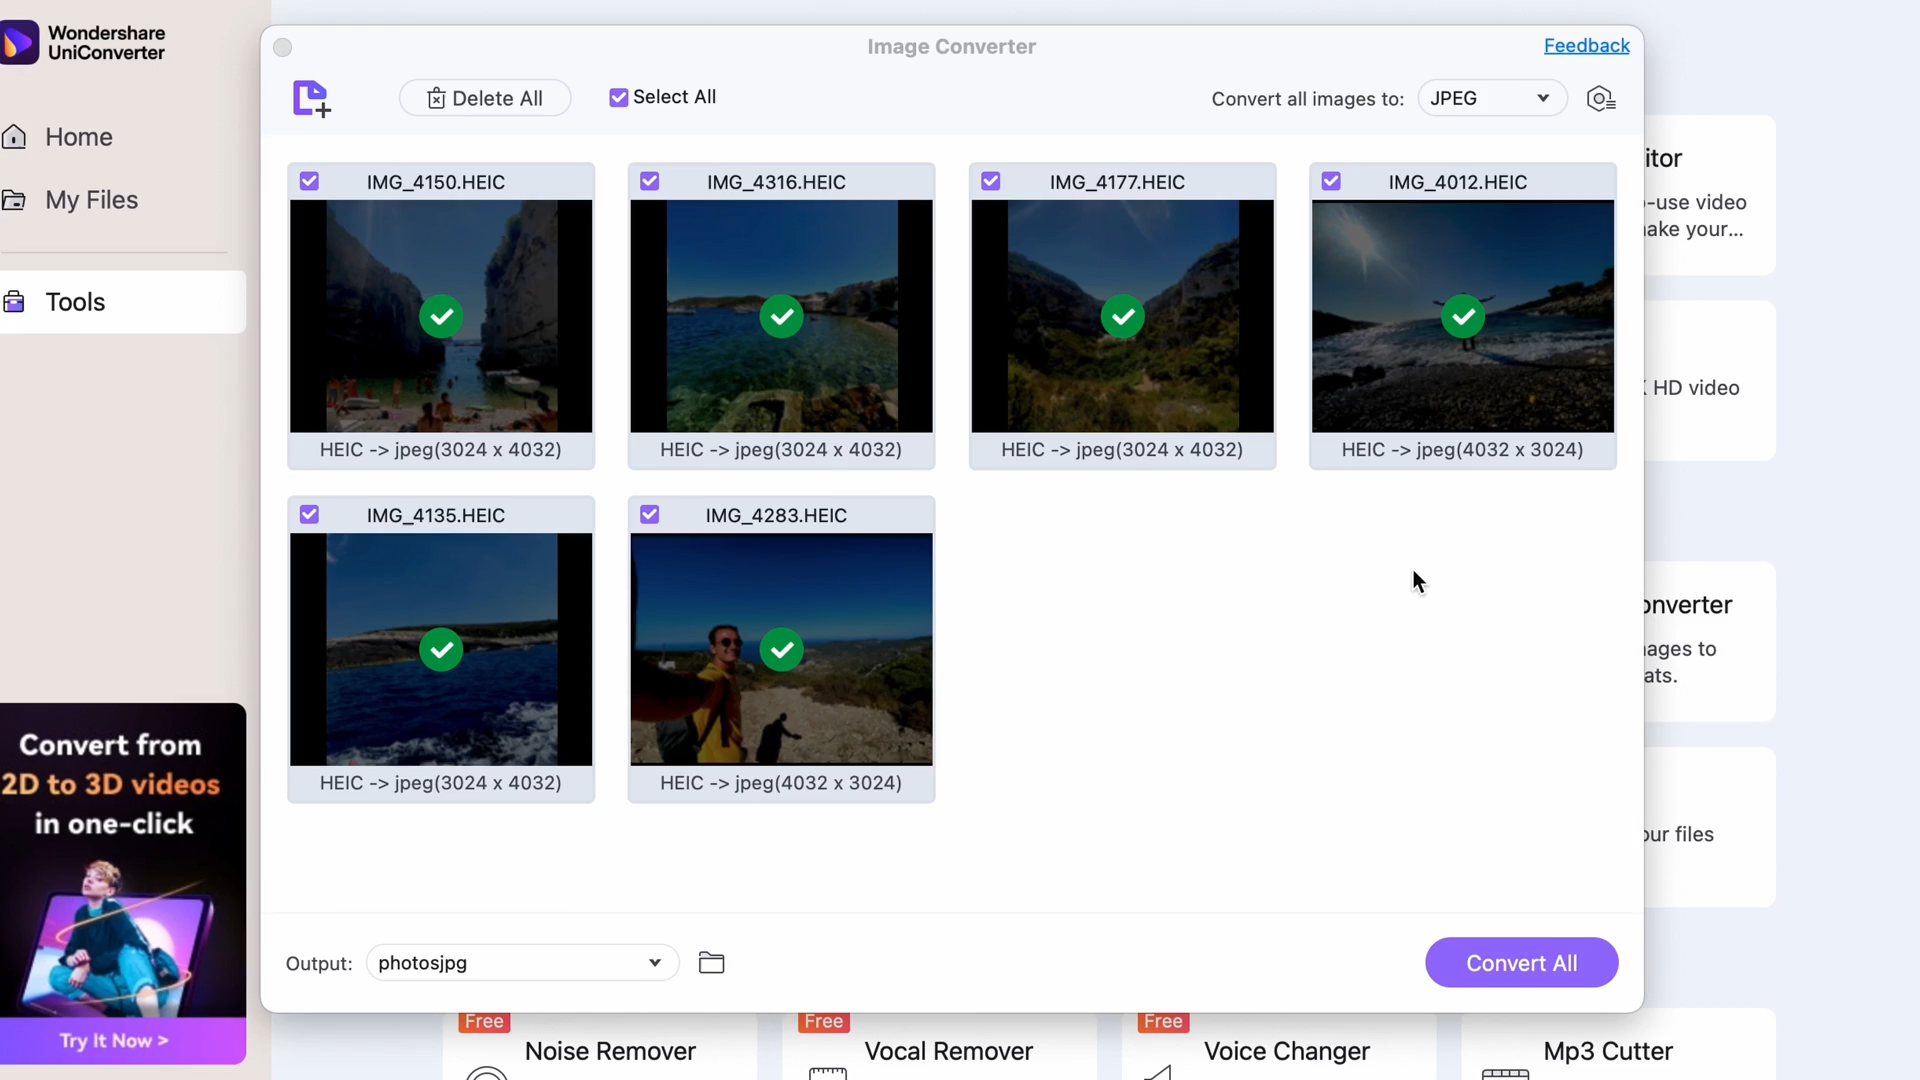 Wondershare
UniConverter
Home
My Files
Tools
Convert from
2D to 3D videos
in one-click
Try It Now >
Image Converter
Feedback
Delete All
Select All
Convert all images to:
JPEG
IMG_4150.HEIC
IMG_4316.HEIC
IMG_4177.HEIC
IMG_4012.HEIC
HEIC -> jpeg(3024 x 4032)
HEIC -> jpeg(3024 x 4032)
HEIC -> jpeg(3024 x 4032)
HEIC -> jpeg(4032 x 3024)
IMG_4135.HEIC
IMG_4283.HEIC
HEIC -> jpeg(3024 x 4032)
HEIC -> jpeg(4032 x 3024)
Output:
photosjpg
Convert All
itor
-use video
ake your...
HD video
onverter
ages to
ats.
our files
Free
Noise Remover
Free
Vocal Remover
Free
Voice Changer
Mp3 Cutter